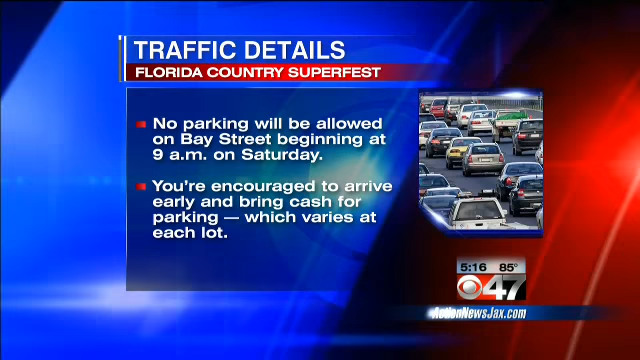 TRAFFIC DETAILS
FLORIDA COUNTRY SUPERFEST
No parking will be allowed
on Bay Street beginning at
9 a.m. on Saturday.
You're encouraged to arrive
early and bring cash for
parking — which varies at
each lot.
5:16 85°
47
ActionNewsJax.com